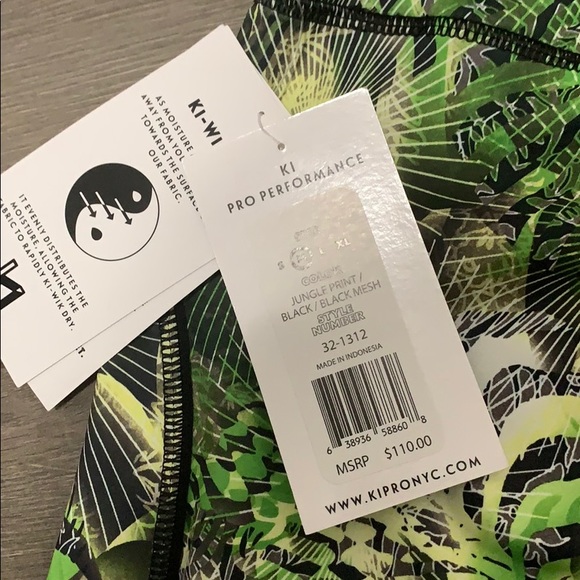 KI
PRO PERFORMANCE
S M L XL
COLOR
JUNGLE PRINT /
BLACK / BLACK MESH
STYLE
NUMBER
32-1312
MADE IN INDONESIA
6 38936 58860 8
MSRP $110.00
WWW.KIPRONYC.COM
KI-WI
AS MOISTURE
AWAY FROM YOU
TOWARDS THE SURFA
OUR FABRIC.
IT EVENLY DISTRIBUTES THE
MOISTURE, ALLOWING THE
FABRIC TO RAPIDLY KI-WIK DRY.
T.